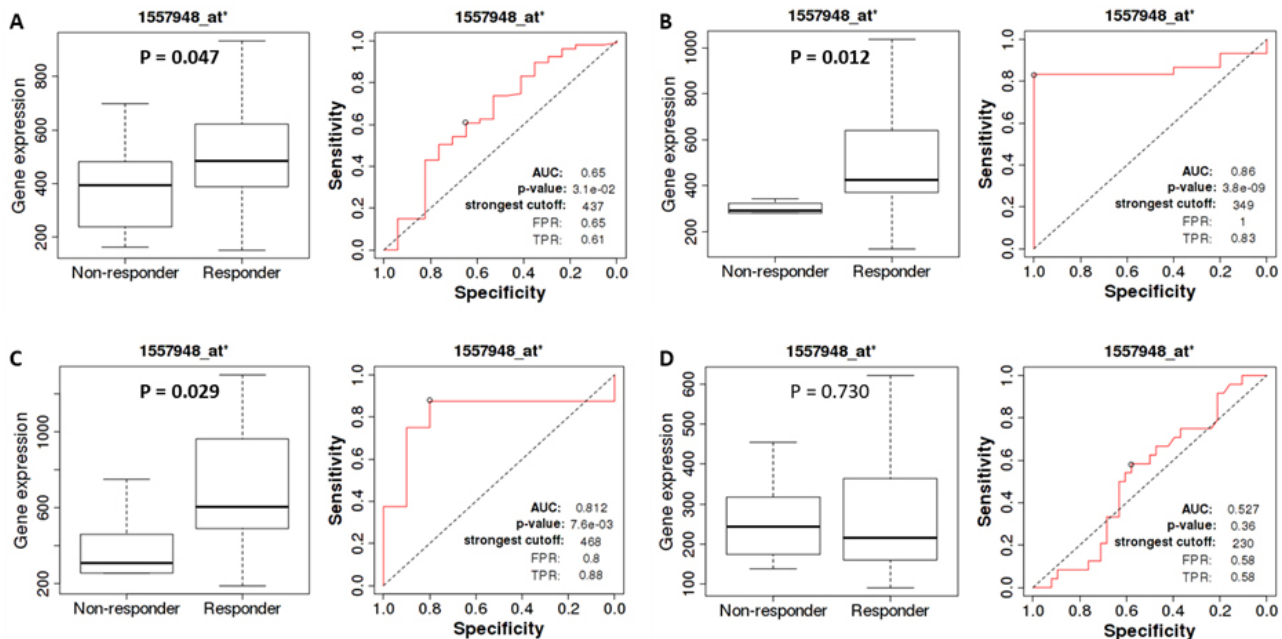 A
1557948_at*
P = 0.047
Gene expression
800
600
400
200
Non-responder
Responder
1557948_at*
Sensitivity
1.0
0.8
0.6
0.4
0.2
0.0
AUC: 0.65
p-value: 3.1e-02
strongest cutoff: 437
FPR: 0.65
TPR: 0.61
1.0 0.8 0.6 0.4 0.2 0.0
Specificity
B
1557948_at*
P = 0.012
Gene expression
1000
800
600
400
200
Non-responder
Responder
1557948_at*
Sensitivity
1.0
0.8
0.6
0.4
0.2
0.0
AUC: 0.86
p-value: 3.8e-09
strongest cutoff: 349
FPR: 1
TPR: 0.83
1.0 0.8 0.6 0.4 0.2 0.0
Specificity
C
1557948_at*
P = 0.029
Gene expression
1000
600
200
Non-responder
Responder
1557948_at*
Sensitivity
1.0
0.8
0.6
0.4
0.2
0.0
AUC: 0.812
p-value: 7.6e-03
strongest cutoff: 468
FPR: 0.8
TPR: 0.88
1.0 0.8 0.6 0.4 0.2 0.0
Specificity
D
1557948_at*
P = 0.730
Gene expression
600
500
400
300
200
100
Non-responder
Responder
1557948_at*
Sensitivity
1.0
0.8
0.6
0.4
0.2
0.0
AUC: 0.527
p-value: 0.36
strongest cutoff: 230
FPR: 0.58
TPR: 0.58
1.0 0.8 0.6 0.4 0.2 0.0
Specificity